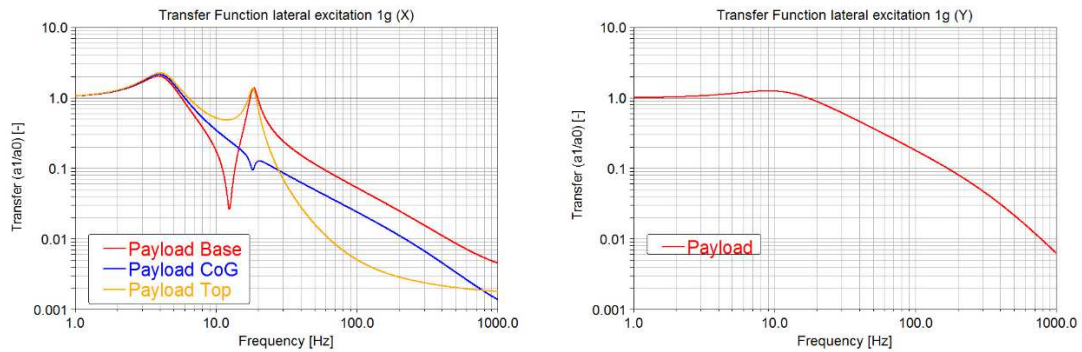 Transfer Function lateral excitation 1g (X)
10.0
1.0
0.1
0.01
0.001
Transfer (a1/a0) [-]
Payload Base
Payload CoG
Payload Top
1.0
10.0
100.0
1000.0
Frequency [Hz]
Transfer Function lateral excitation 1g (Y)
10.0
1.0
0.1
0.01
0.001
Transfer (a1/a0) [-]
Payload
1.0
10.0
100.0
1000.0
Frequency [Hz]